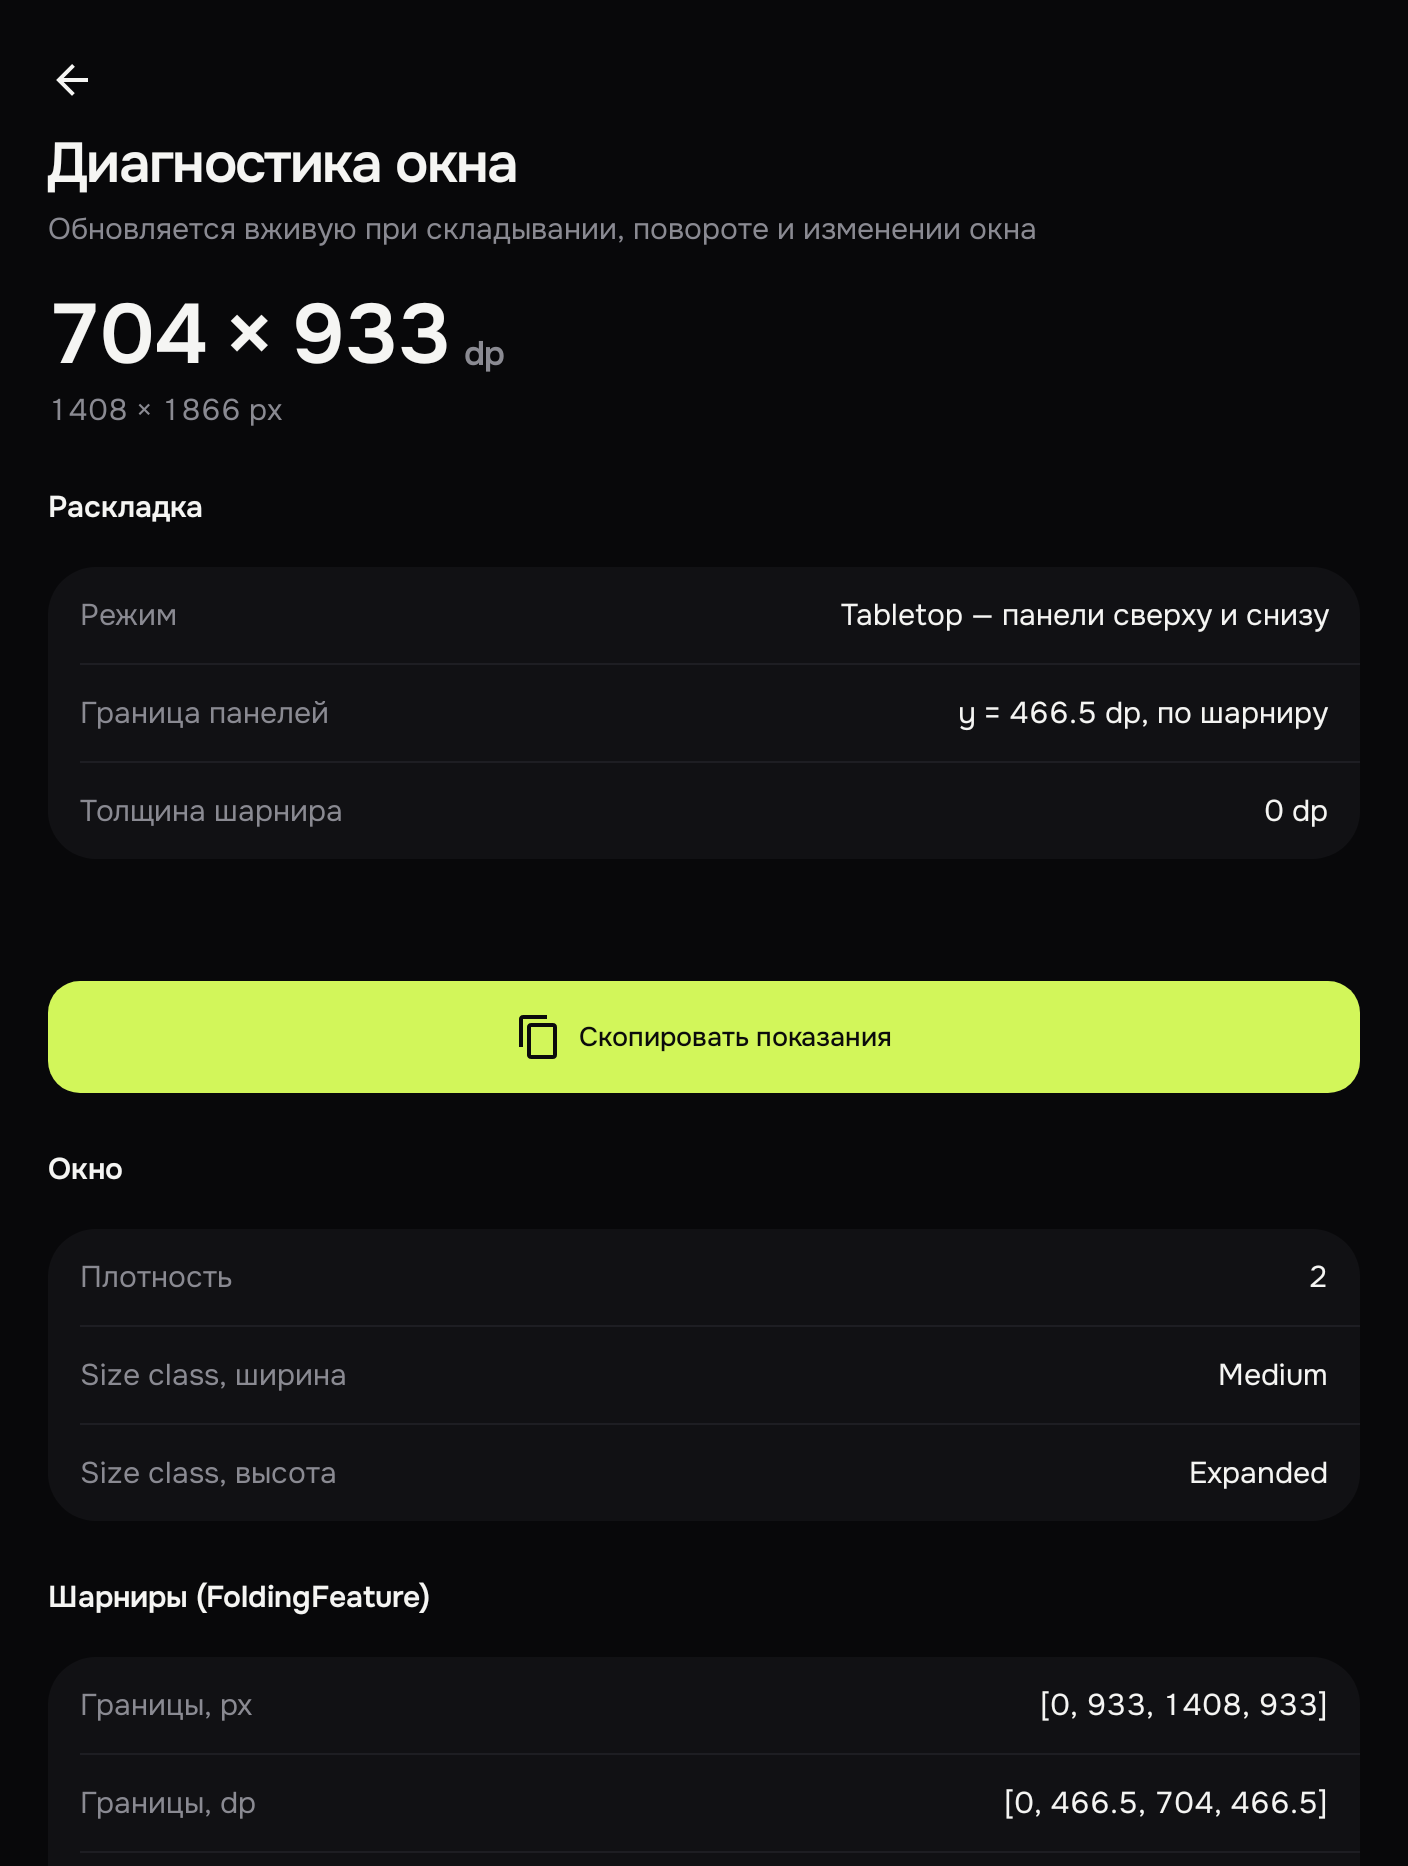 Диагностика окна
Обновляется вживую при складывании, повороте и изменении окна
704 × 933 dp
1408 × 1866 px
Раскладка
Режим Tabletop — панели сверху и снизу
Граница панелей y = 466.5 dp, по шарниру
Толщина шарнира 0 dp
Скопировать показания
Окно
Плотность 2
Size class, ширина Medium
Size class, высота Expanded
Шарниры (FoldingFeature)
Границы, px [0, 933, 1408, 933]
Границы, dp [0, 466.5, 704, 466.5]